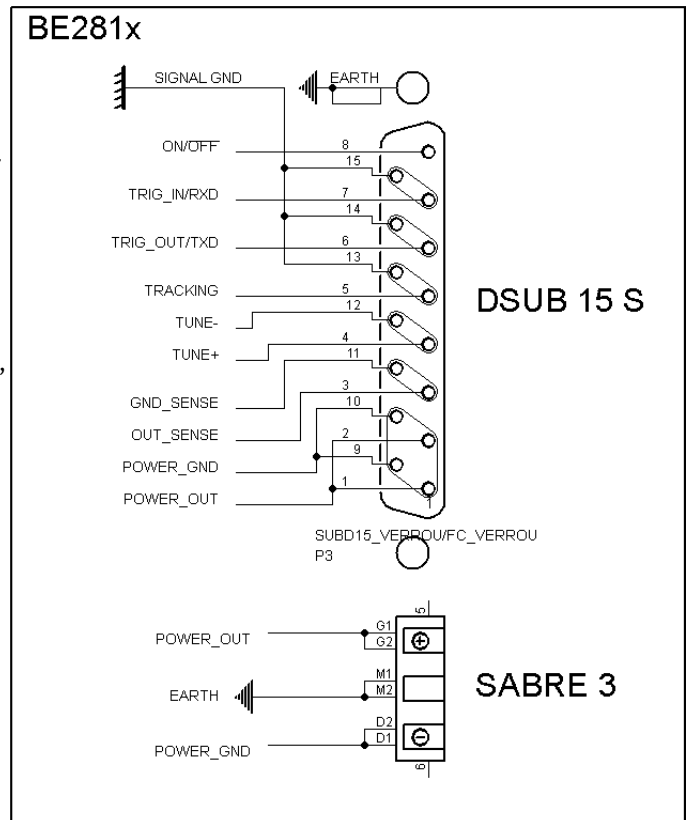 BE281x
SIGNAL GND
EARTH
ON/OFF
8
15
TRIG_IN/RXD
7
14
TRIG_OUT/TXD
6
13
TRACKING
5
12
TUNE-
TUNE+
4
11
GND_SENSE
3
10
OUT_SENSE
2
POWER_GND
9
POWER_OUT
1
1
DSUB 15 S
SUBD15_VERROU/FC_VERROU
P3
5
POWER_OUT
G1
G2
+
EARTH
M1
M2
SABRE 3
POWER_GND
D2
D1
-
6